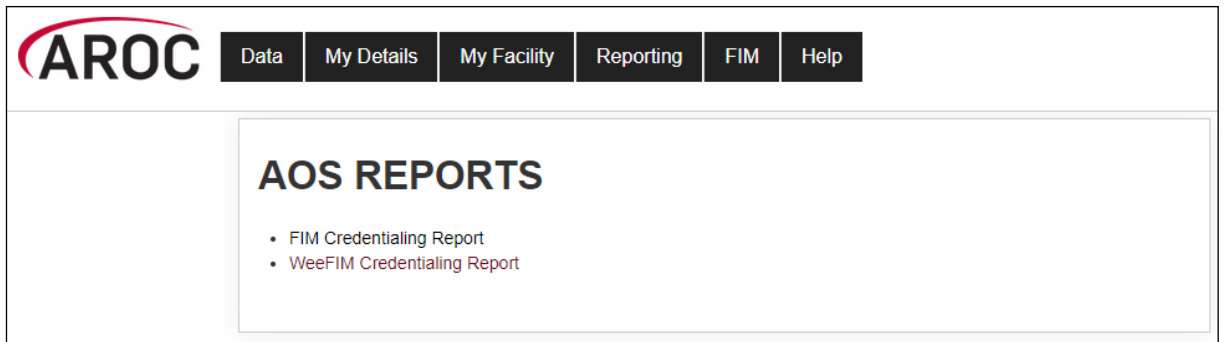 AROC
Data My Details My Facility Reporting FIM Help
AOS REPORTS
• FIM Credentialing Report
• WeeFIM Credentialing Report